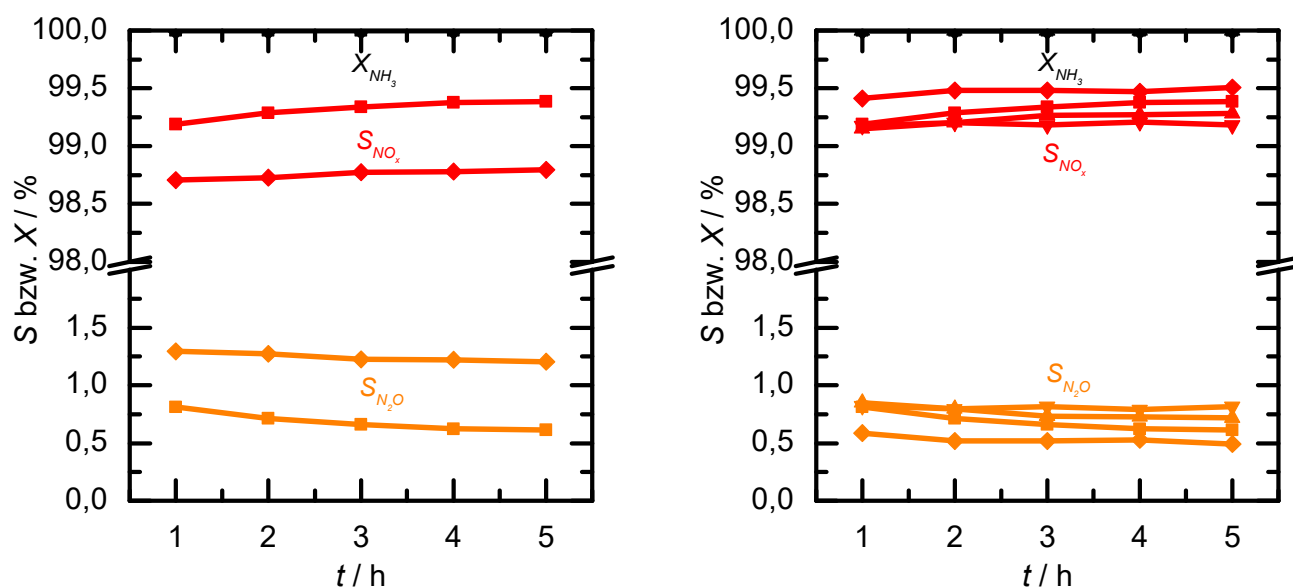 100,0
X_NH₃
99,5
99,0
S_NOₓ
98,5
98,0
S bzw. X / %
1,5
1,0
S_N₂O
0,5
0,0
1 2 3 4 5
t / h
100,0
X_NH₃
99,5
99,0
S_NOₓ
98,5
98,0
S bzw. X / %
1,5
S_N₂O
1,0
0,5
0,0
1 2 3 4 5
t / h